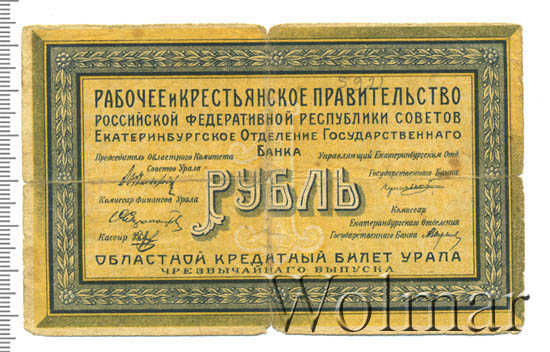 5921
РАБОЧЕЕ и КРЕСТЬЯНСКОЕ ПРАВИТЕЛЬСТВО
РОССИЙСКОЙ ФЕДЕРАТИВНОЙ РЕСПУБЛИКИ СОВЕТОВ
ЕКАТЕРИНБУРГСКОЕ ОТДЕЛЕНИЕ ГОСУДАРСТВЕННАГО
БАНКА
Председатель Областного Комитета
Советов Урала
Управляющий Екатеринбургским Отд.
Государственнаго Банка
Комиссар Финансов Урала
РУБЛЬ
Комиссар
Екатеринбургскаго Отделения
Государственнаго Банка
Кассир
ОБЛАСТНОЙ КРЕДИТНЫЙ БИЛЕТ УРАЛА
ЧРЕЗВЫЧАЙНАГО ВЫПУСКА
Wolmar